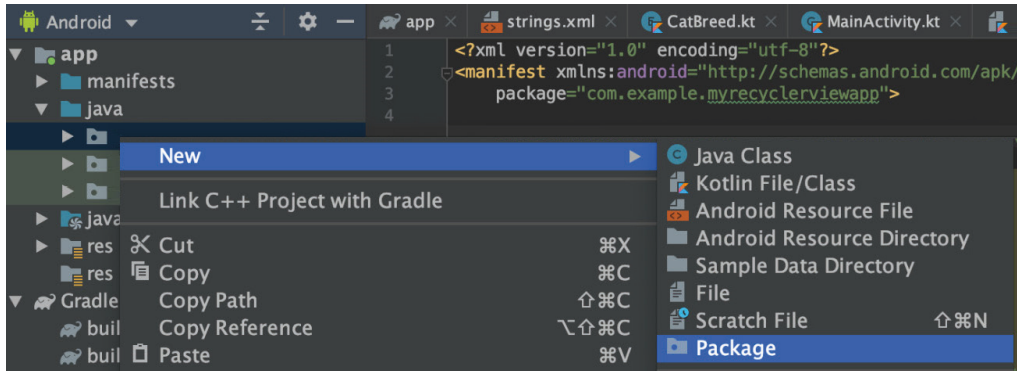 Android
app
strings.xml
CatBreed.kt
MainActivity.kt
app
manifests
java
java
res
res
Gradle
buil
buil
1 <?xml version="1.0" encoding="utf-8"?>
2 <manifest xmlns:android="http://schemas.android.com/apk/
3 package="com.example.myrecyclerviewapp">
4
New
Link C++ Project with Gradle
Cut ⌘X
Copy ⌘C
Copy Path ⇧⌘C
Copy Reference ⌥⇧⌘C
Paste ⌘V
Java Class
Kotlin File/Class
Android Resource File
Android Resource Directory
Sample Data Directory
File
Scratch File ⇧⌘N
Package